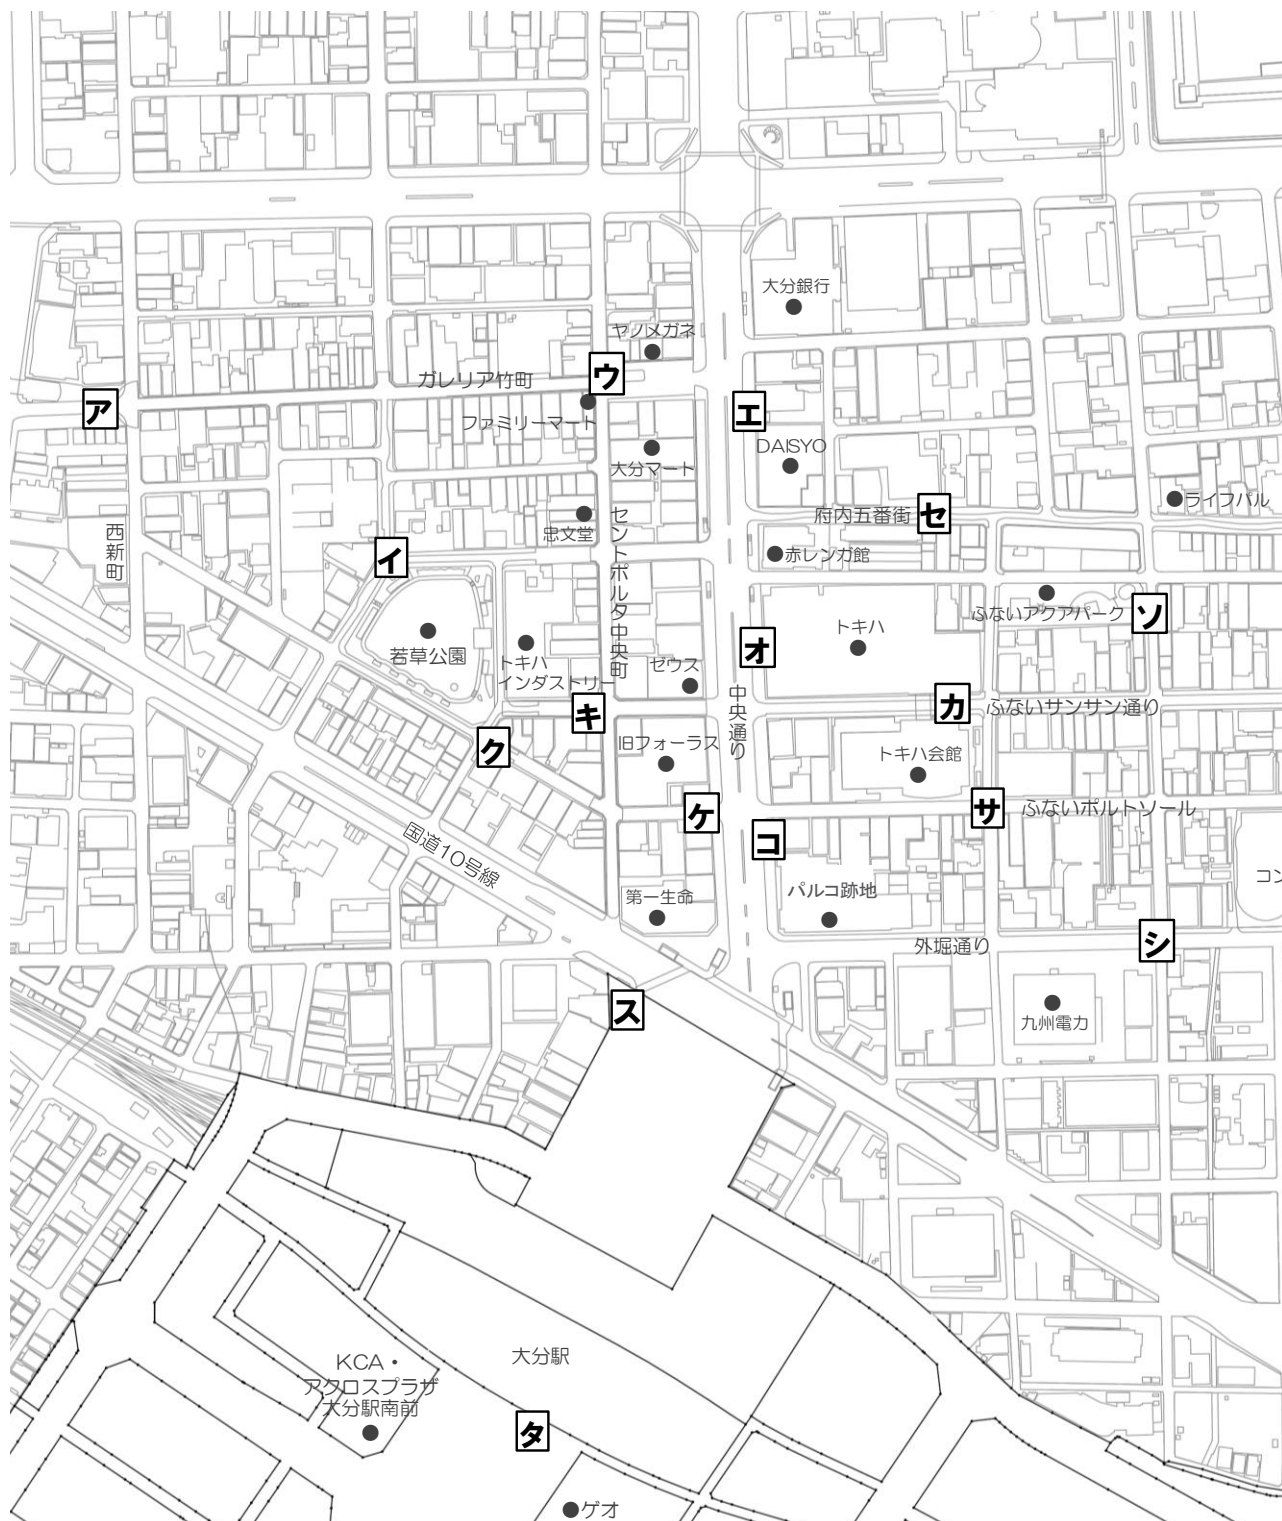 大分銀行
ヤノメガネ
ウ
ガレリア竹町
ア
エ
ファミリーマート
DAISYO
大分マート
ライフパル
セ
府内五番街
忠文堂
西新町
セントポルタ中央町
イ
赤レンガ館
ふないアクアパーク
ソ
トキハ
若草公園
オ
トキハ
インダストリー
ゼウス
中央通り
カ
ふないサンサン通り
キ
ク
旧フォーラス
トキハ会館
ケ
サ
ふないポルトソール
コ
国道10号線
コン
第一生命
パルコ跡地
外堀通り
シ
ス
九州電力
大分駅
KCA・
アクロスプラザ
大分駅南前
タ
ゲオ